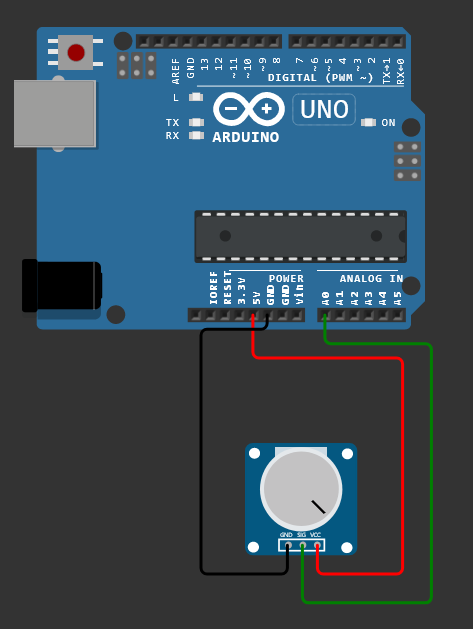 AREF
GND
13
12
~11
~10
~9
8
7
~6
~5
4
~3
2
TX→1
RX←0
DIGITAL (PWM ~)
L
TX
RX
UNO
ON
ARDUINO
POWER
ANALOG IN
IOREF
RESET
3.3V
5V
GND
GND
Vin
A0
A1
A2
A3
A4
A5
GND SIG VCC